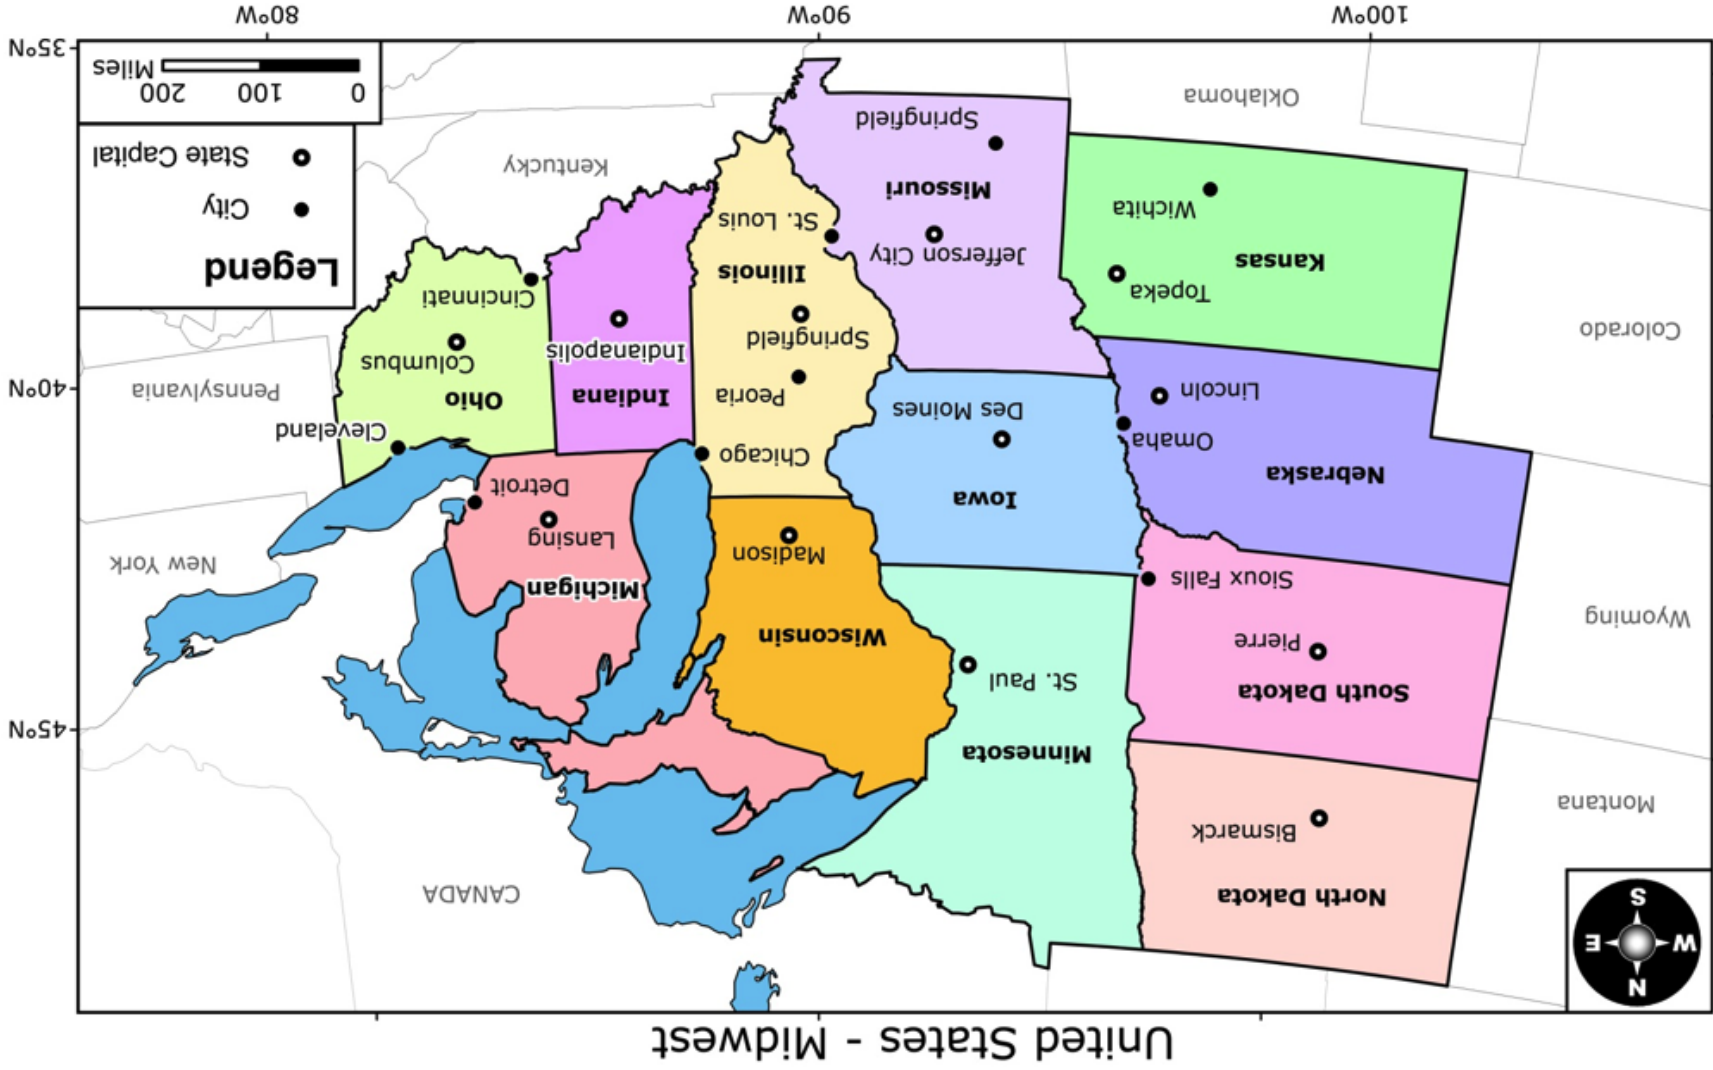 United States - Midwest
N
W
E
S
CANADA
North Dakota
Bismarck
Montana
Minnesota
45°N
South Dakota
Pierre
St. Paul
Wisconsin
Wyoming
Michigan
Sioux Falls
New York
Lansing
Madison
Detroit
Iowa
Nebraska
Chicago
Omaha
Cleveland
Des Moines
Lincoln
Peoria
Ohio
Indiana
Pennsylvania
40°N
Columbus
Indianapolis
Springfield
Colorado
Cincinnati
Topeka
Illinois
Kansas
Jefferson City
St. Louis
Wichita
Missouri
Kentucky
Springfield
Oklahoma
Legend
City
State Capital
0
100
200
Miles
35°N
100°W
90°W
80°W